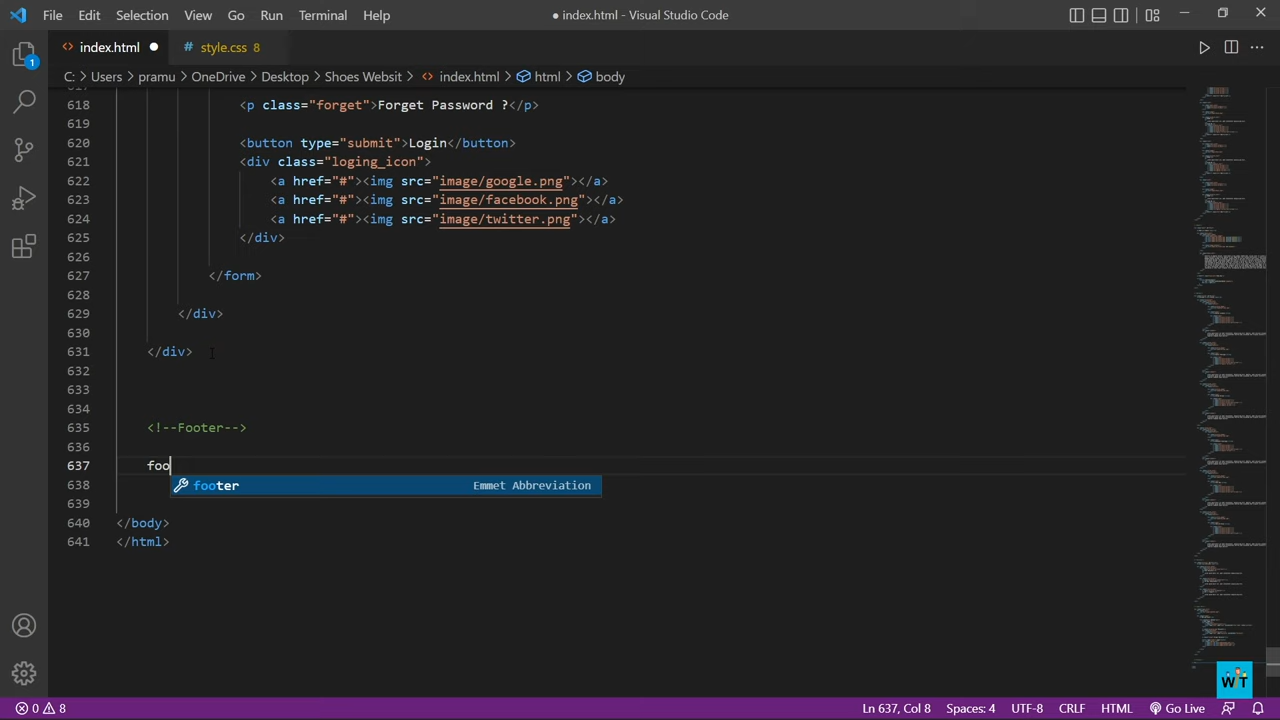 File Edit Selection View Go Run Terminal Help ● index.html - Visual Studio Code
index.html ● # style.css 8
C: > Users > pramu > OneDrive > Desktop > Shoes Websit > index.html > html > body
1
617
618 <p class="forget">Forget Password ?</p>
619
620 <button type="submit">Login</button>
621 <div class="loging_icon">
622 <a href="#"><img src="image/google.png"></a>
623 <a href="#"><img src="image/facebook.png"></a>
624 <a href="#"><img src="image/twitter.png"></a>
625 </div>
626
627 </form>
628
629 </div>
630
631 </div>
632
633
634
635 <!--Footer-->
636
637 foo
638 footer Emmet Abbreviation
639
640 </body>
641 </html>
WT
0 8 Ln 637, Col 8 Spaces: 4 UTF-8 CRLF HTML Go Live